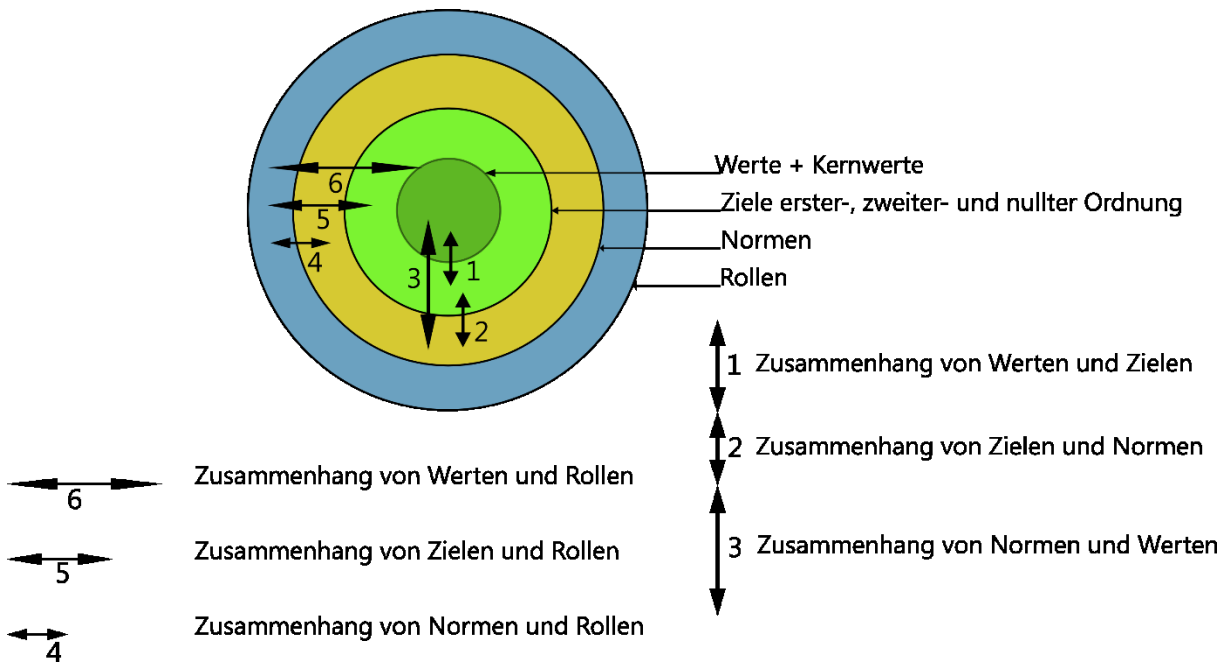 Werte + Kernwerte
6
Ziele erster-, zweiter- und nullter Ordnung
5
Normen
4
3
1
Rollen
2
1 Zusammenhang von Werten und Zielen
2 Zusammenhang von Zielen und Normen
3 Zusammenhang von Normen und Werten
6 Zusammenhang von Werten und Rollen
5 Zusammenhang von Zielen und Rollen
4 Zusammenhang von Normen und Rollen